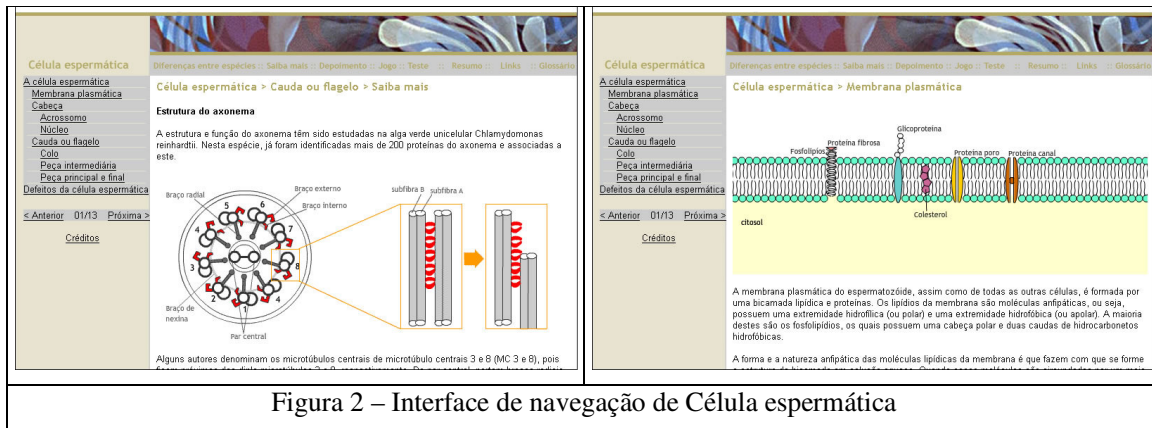 Célula espermática
Diferenças entre espécies :: Saiba mais :: Depoimento :: Jogo :: Teste :: Resumo :: Links :: Glossário
A célula espermática
Membrana plasmática
Cabeça
Acrossomo
Núcleo
Cauda ou flagelo
Colo
Peça intermediária
Peça principal e final
Defeitos da célula espermática
< Anterior 01/13 Próxima >
Créditos
Célula espermática > Cauda ou flagelo > Saiba mais
Estrutura do axonema
A estrutura e função do axonema têm sido estudadas na alga verde unicelular Chlamydomonas
reinhardtii. Nesta espécie, já foram identificadas mais de 200 proteínas do axonema e associadas a
este.
Braço radial
Braço externo
Braço interno
subfibra B
subfibra A
5
6
4
7
3
8
2
1
4
Braço de
nexina
Par central
Alguns autores denominam os microtúbulos centrais de microtúbulo centrais 3 e 8 (MC 3 e 8), pois
Célula espermática
Diferenças entre espécies :: Saiba mais :: Depoimento :: Jogo :: Teste :: Resumo :: Links :: Glossário
A célula espermática
Membrana plasmática
Cabeça
Acrossomo
Núcleo
Cauda ou flagelo
Colo
Peça intermediária
Peça principal e final
Defeitos da célula espermática
< Anterior 01/13 Próxima >
Créditos
Célula espermática > Membrana plasmática
Glicoproteína
Proteína fibrosa
Fosfolípios
Proteína poro
Proteína canal
Colesterol
citosol
A membrana plasmática do espermatozóide, assim como de todas as outras células, é formada por
uma bicamada lipídica e proteínas. Os lipídios da membrana são moléculas anfipáticas, ou seja,
possuem uma extremidade hidrofílica (ou polar) e uma extremidade hidrofóbica (ou apolar). A maioria
destes são os fosfolipídios, os quais possuem uma cabeça polar e duas caudas de hidrocarbonetos
hidrofóbicas.
A forma e a natureza anfipática das moléculas lipídicas da membrana é que fazem com que se forme
Figura 2 – Interface de navegação de Célula espermática